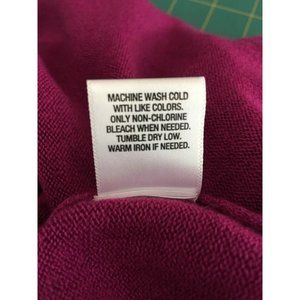 MACHINE WASH COLD
WITH LIKE COLORS.
ONLY NON-CHLORINE
BLEACH WHEN NEEDED.
TUMBLE DRY LOW.
WARM IRON IF NEEDED.